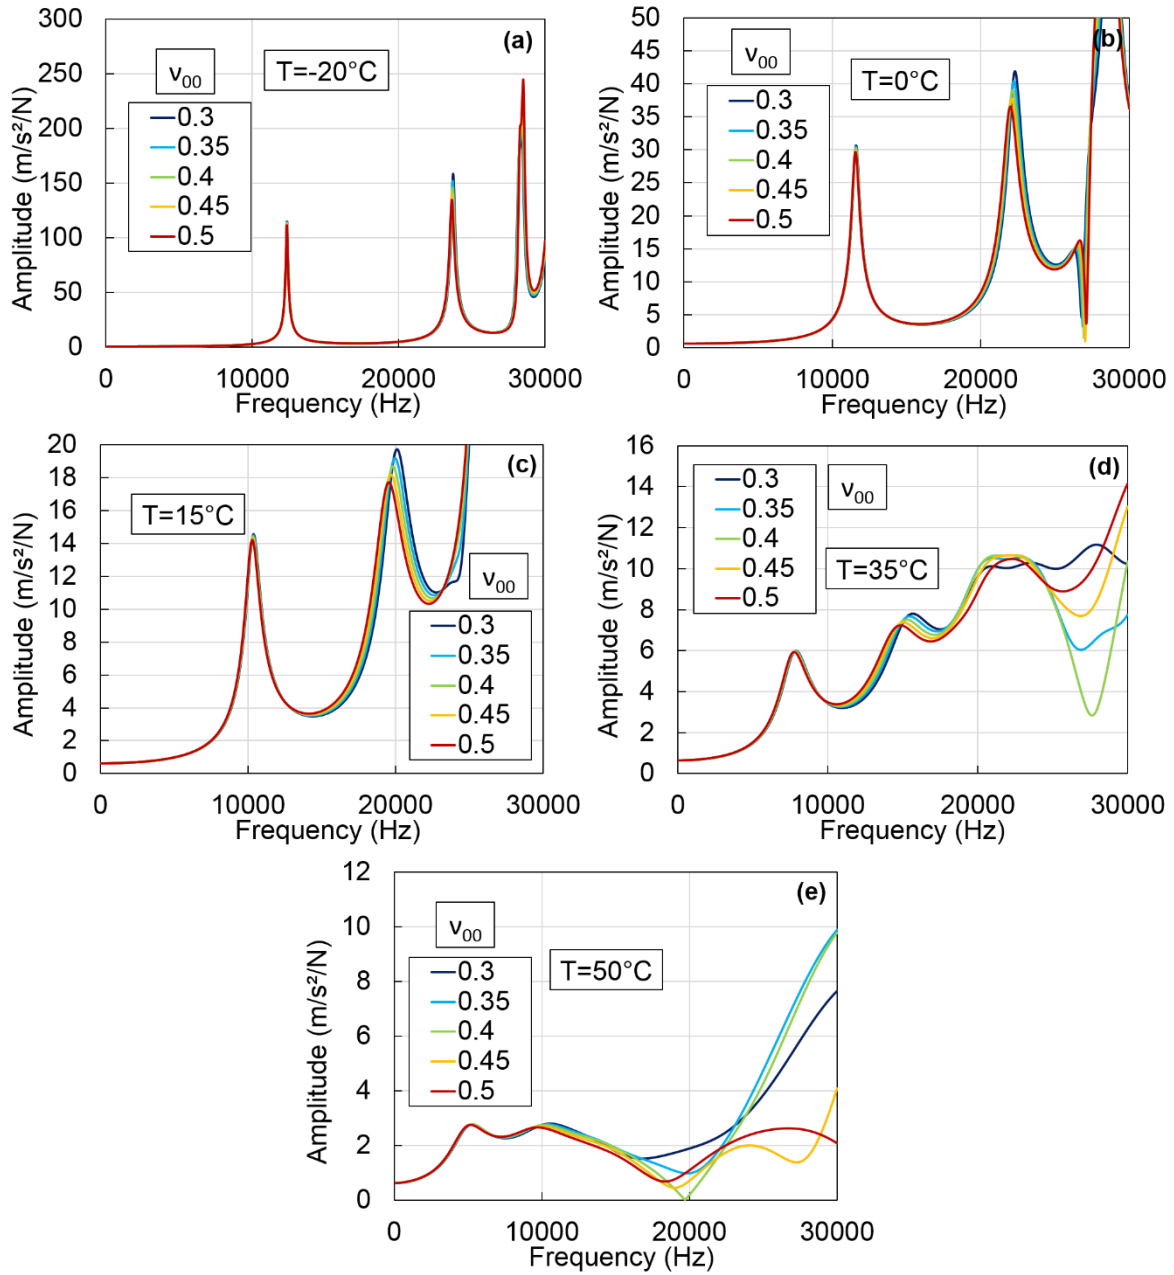 (a)
ν00
T=-20°C
0.3
0.35
0.4
0.45
0.5
Amplitude (m/s²/N)
300
250
200
150
100
50
0
0 10000 20000 30000
Frequency (Hz)
(b)
ν00
T=0°C
0.3
0.35
0.4
0.45
0.5
Amplitude (m/s²/N)
50
45
40
35
30
25
20
15
10
5
0
0 10000 20000 30000
Frequency (Hz)
(c)
T=15°C
ν00
0.3
0.35
0.4
0.45
0.5
Amplitude (m/s²/N)
20
18
16
14
12
10
8
6
4
2
0
0 10000 20000 30000
Frequency (Hz)
(d)
0.3
0.35
0.4
0.45
0.5
ν00
T=35°C
Amplitude (m/s²/N)
16
14
12
10
8
6
4
2
0
0 10000 20000 30000
Frequency (Hz)
(e)
ν00
T=50°C
0.3
0.35
0.4
0.45
0.5
Amplitude (m/s²/N)
12
10
8
6
4
2
0
0 10000 20000 30000
Frequency (Hz)